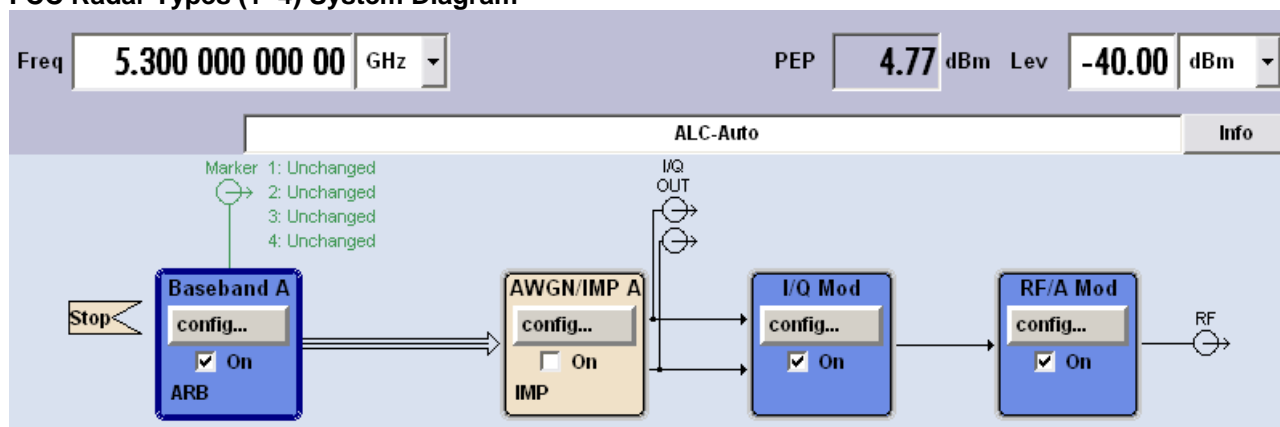 FCC Radar Types (1–4) System Diagram
Freq 5.300 000 000 00 GHz PEP 4.77 dBm Lev -40.00 dBm
ALC-Auto Info
Marker 1: Unchanged
2: Unchanged
3: Unchanged
4: Unchanged
I/Q
OUT
Stop
Baseband A
config...
On
ARB
AWGN/IMP A
config...
On
IMP
I/Q Mod
config...
On
RF/A Mod
config...
On
RF